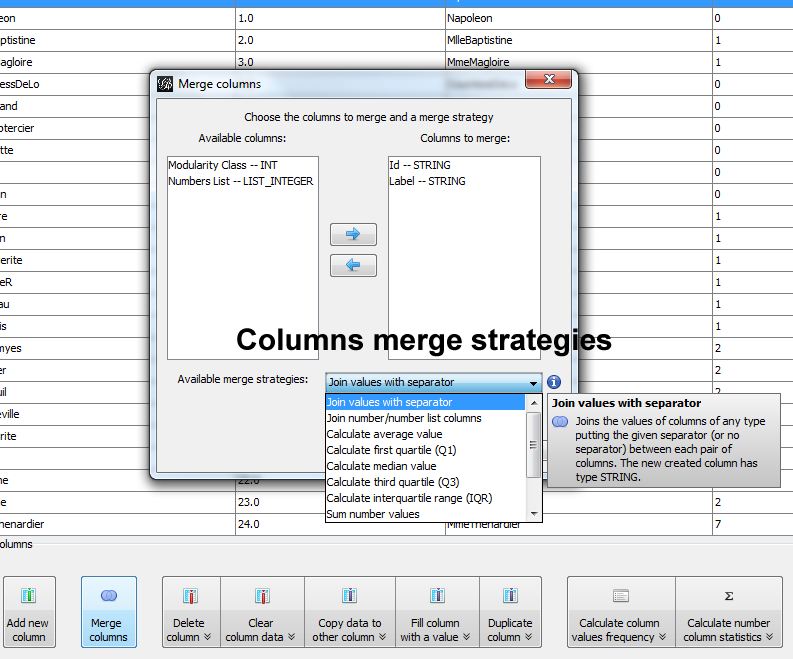 eon 1.0 Napoleon 0
ptistine 2.0 MlleBaptistine 1
agloire 3.0 MmeMagloire 1
essDeLo 0
and 0
ptercier 0
tte 0
0
n 0
re 1
n 1
erite 1
eR 1
au 1
is 1
myes 2
er 2
uil 2
eville
rite
ne 22.0
e 23.0 2
henardier 24.0 MmeThenardier 7
olumns
Merge columns
Choose the columns to merge and a merge strategy
Available columns: Columns to merge:
Modularity Class -- INT Id -- STRING
Numbers List -- LIST_INTEGER Label -- STRING
Columns merge strategies
Available merge strategies: Join values with separator
Join values with separator
Join number/number list columns
Calculate average value
Calculate first quartile (Q1)
Calculate median value
Calculate third quartile (Q3)
Calculate interquartile range (IQR)
Sum number values
Join values with separator
Joins the values of columns of any type
putting the given separator (or no
separator) between each pair of
columns. The new created column has
type STRING.
Add new
column
Merge
columns
Delete
column
Clear
column data
Copy data to
other column
Fill column
with a value
Duplicate
column
Calculate column
values frequency
Σ
Calculate number
column statistics